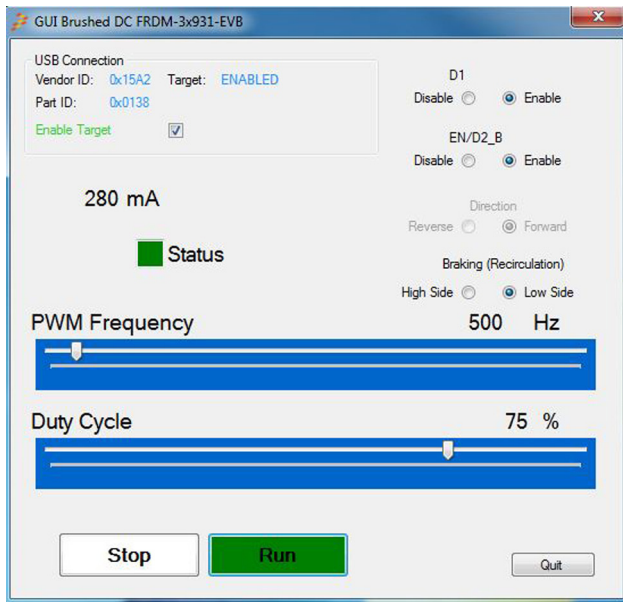 GUI Brushed DC FRDM-3x931-EVB
USB Connection
Vendor ID: 0x15A2 Target: ENABLED
Part ID: 0x0138
Enable Target
D1
Disable Enable
EN/D2_B
Disable Enable
280 mA
Direction
Reverse Forward
Status
Braking (Recirculation)
High Side Low Side
PWM Frequency 500 Hz
Duty Cycle 75 %
Stop Run
Quit